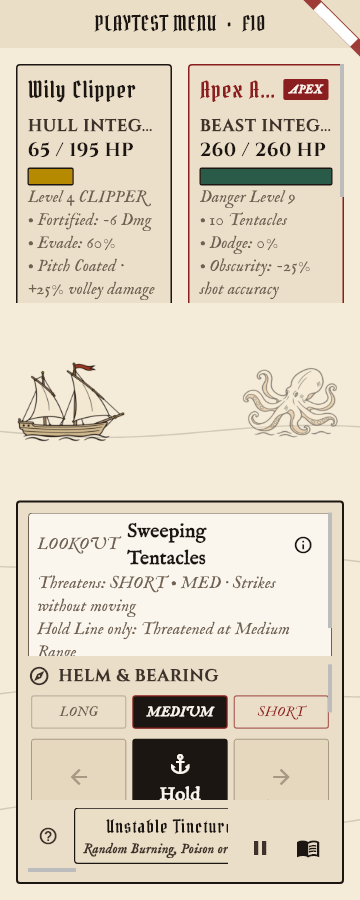 PLAYTEST MENU · F10
Wily Clipper
HULL INTEG...
65 / 195 HP
Level 4 CLIPPER
• Fortified: -6 Dmg
• Evade: 60%
• Pitch Coated ·
+25% volley damage
Apex A... APEX
BEAST INTEG...
260 / 260 HP
Danger Level 9
• 10 Tentacles
• Dodge: 0%
• Obscurity: -25%
shot accuracy
LOOKOUT Sweeping
Tentacles
Threatens: SHORT • MED · Strikes
without moving
Hold Line only: Threatened at Medium
Range
HELM & BEARING
LONG MEDIUM SHORT
Hold
Unstable Tincture
Random Burning, Poison or